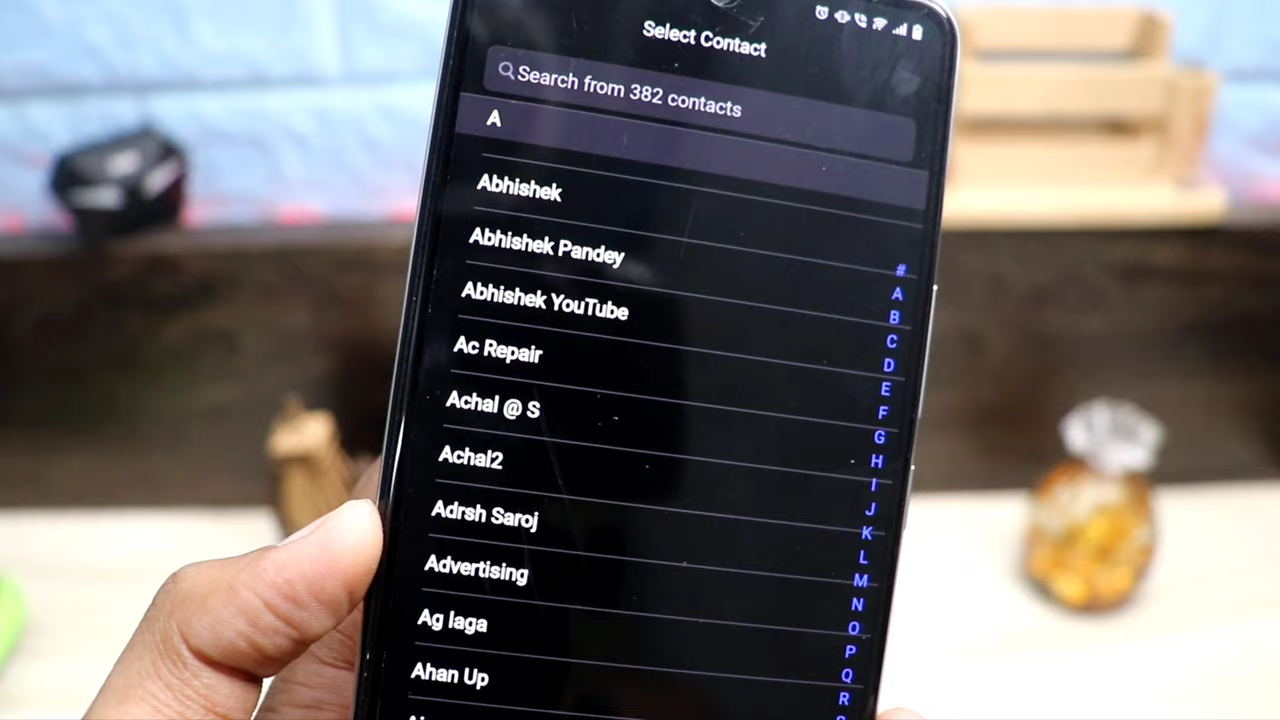 Select Contact
Search from 382 contacts
A
Abhishek
Abhishek Pandey
Abhishek YouTube
Ac Repair
Achal @ S
Achal2
Adrsh Saroj
Advertising
Ag laga
Ahan Up
#
A
B
C
D
E
F
G
H
I
J
K
L
M
N
O
P
Q
R